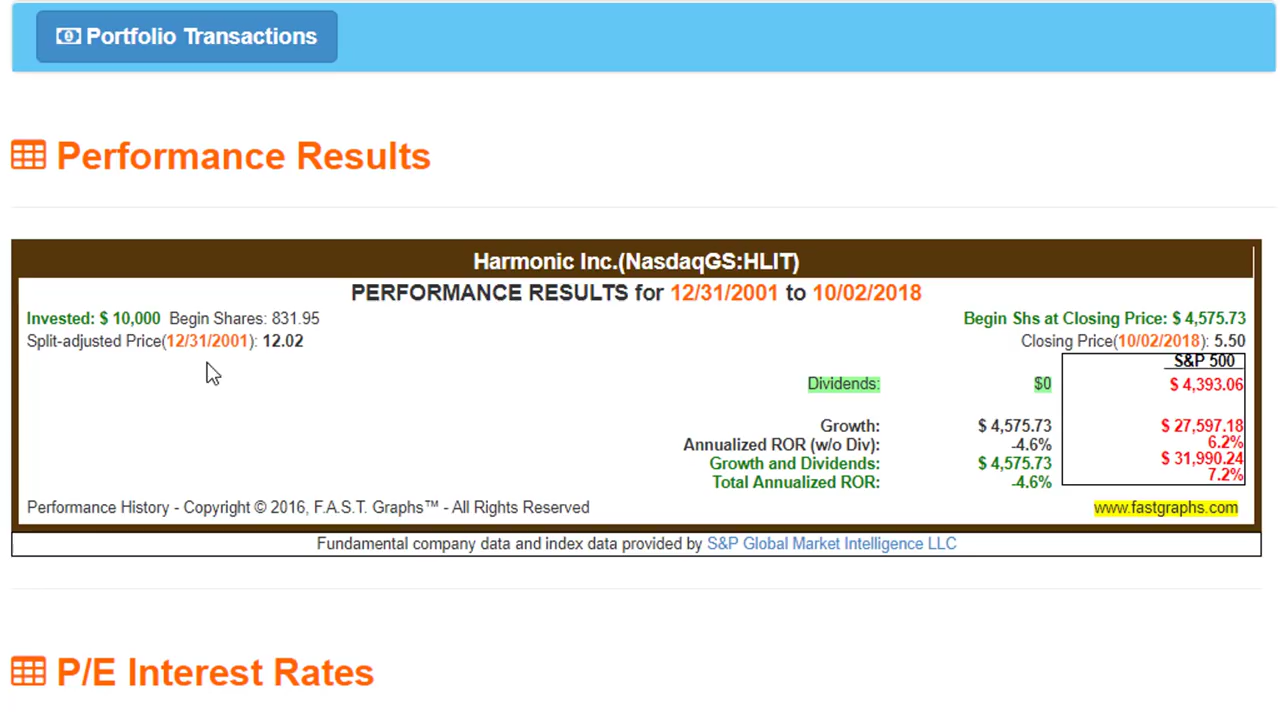 Portfolio Transactions
Performance Results
Harmonic Inc.(NasdaqGS:HLIT)
PERFORMANCE RESULTS for 12/31/2001 to 10/02/2018
Invested: $ 10,000 Begin Shares: 831.95 Begin Shs at Closing Price: $ 4,575.73
Split-adjusted Price(12/31/2001): 12.02 Closing Price(10/02/2018): 5.50
S&P 500
Dividends: $0 $ 4,393.06
Growth: $ 4,575.73 $ 27,597.18
Annualized ROR (w/o Div): -4.6% 6.2%
Growth and Dividends: $ 4,575.73 $ 31,990.24
Total Annualized ROR: -4.6% 7.2%
Performance History - Copyright © 2016, F.A.S.T. Graphs™ - All Rights Reserved www.fastgraphs.com
Fundamental company data and index data provided by S&P Global Market Intelligence LLC
P/E Interest Rates